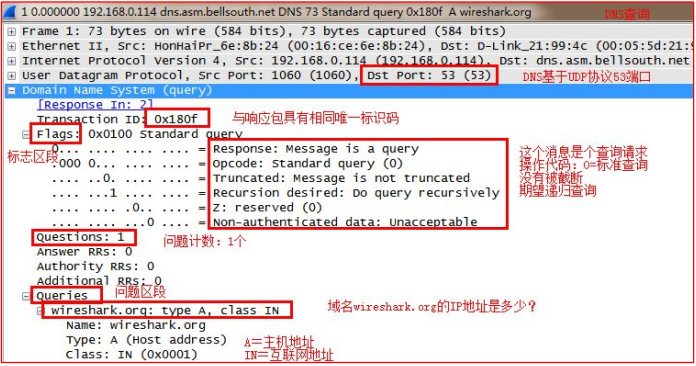 1 0.000000 192.168.0.114 dns.asm.bellsouth.net DNS 73 Standard query 0x180f A wireshark.org
DNS查询
Frame 1: 73 bytes on wire (584 bits), 73 bytes captured (584 bits)
Ethernet II, Src: HonHaiPr_6e:8b:24 (00:16:ce:6e:8b:24), Dst: D-Link_21:99:4c (00:05:5d:21:9
Internet Protocol Version 4, Src: 192.168.0.114 (192.168.0.114), Dst: dns.asm.bellsouth.net
User Datagram Protocol, Src Port: 1060 (1060), Dst Port: 53 (53)
DNS基于UDP协议53端口
Domain Name System (query)
[Response In: 2]
Transaction ID: 0x180f
与响应包具有相同唯一标识码
Flags: 0x0100 Standard query
标志区段
0... .... .... .... = Response: Message is a query
这个消息是个查询请求
.000 0... .... .... = Opcode: Standard query (0)
操作代码：0=标准查询
.... ..0. .... .... = Truncated: Message is not truncated
没有被截断
.... ...1 .... .... = Recursion desired: Do query recursively
期望递归查询
.... .... .0.. .... = Z: reserved (0)
.... .... ...0 .... = Non-authenticated data: Unacceptable
Questions: 1
问题计数：1个
Answer RRs: 0
Authority RRs: 0
Additional RRs: 0
Queries
问题区段
wireshark.org: type A, class IN
域名wireshark.org的IP地址是多少？
Name: wireshark.org
Type: A (Host address)
A＝主机地址
Class: IN (0x0001)
IN＝互联网地址